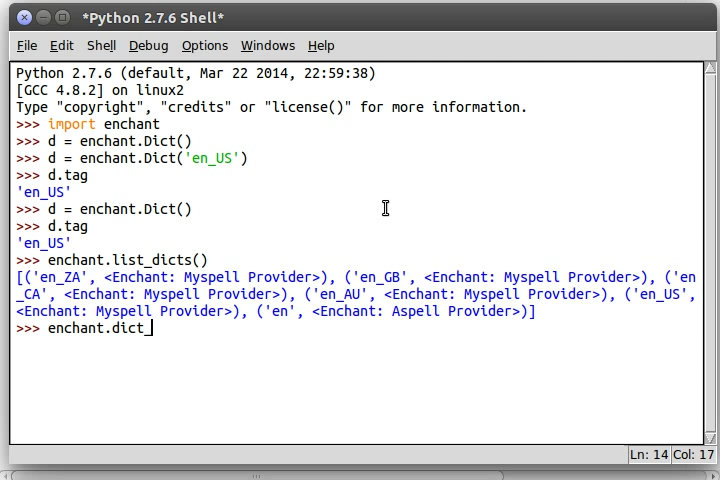 *Python 2.7.6 Shell*
File Edit Shell Debug Options Windows Help
Python 2.7.6 (default, Mar 22 2014, 22:59:38)
[GCC 4.8.2] on linux2
Type "copyright", "credits" or "license()" for more information.
>>> import enchant
>>> d = enchant.Dict()
>>> d = enchant.Dict('en_US')
>>> d.tag
'en_US'
>>> d = enchant.Dict()
>>> d.tag
'en_US'
>>> enchant.list_dicts()
[('en_ZA', <Enchant: Myspell Provider>), ('en_GB', <Enchant: Myspell Provider>), ('en
_CA', <Enchant: Myspell Provider>), ('en_AU', <Enchant: Myspell Provider>), ('en_US',
<Enchant: Myspell Provider>), ('en', <Enchant: Aspell Provider>)]
>>> enchant.dict_
Ln: 14 Col: 17